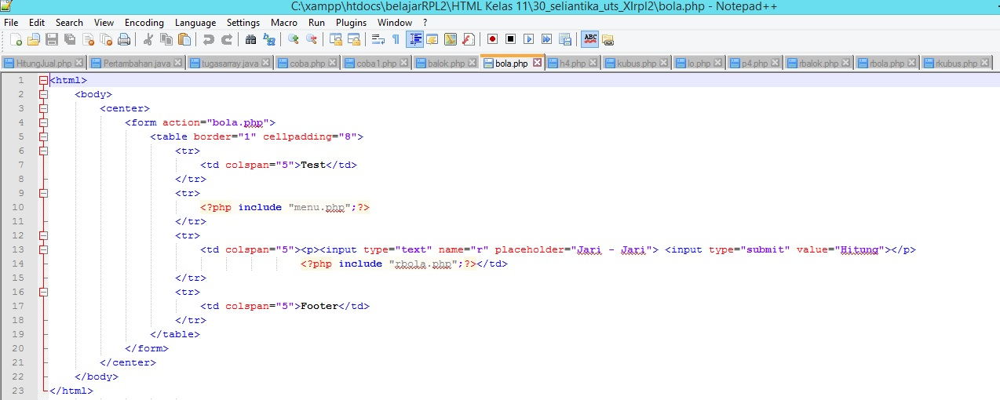 C:\xampp\htdocs\belajarRPL2\HTML Kelas 11\30_seliantika_uts_XIrpl2\bola.php - Notepad++
File Edit Search View Encoding Language Settings Macro Run Plugins Window ?
ABC
HitungJual.php Pertambahan.java tugasarray.java coba.php coba1.php balok.php bola.php h4.php kubus.php lo.php p4.php rbalok.php rbola.php rkubus.php
1 <html>
2 <body>
3 <center>
4 <form action="bola.php">
5 <table border="1" cellpadding="8">
6 <tr>
7 <td colspan="5">Test</td>
8 </tr>
9 <tr>
10 <?php include "menu.php";?>
11 </tr>
12 <tr>
13 <td colspan="5"><p><input type="text" name="r" placeholder="Jari - Jari"> <input type="submit" value="Hitung"></p>
14 <?php include "rbola.php";?></td>
15 </tr>
16 <tr>
17 <td colspan="5">Footer</td>
18 </tr>
19 </table>
20 </form>
21 </center>
22 </body>
23 </html>